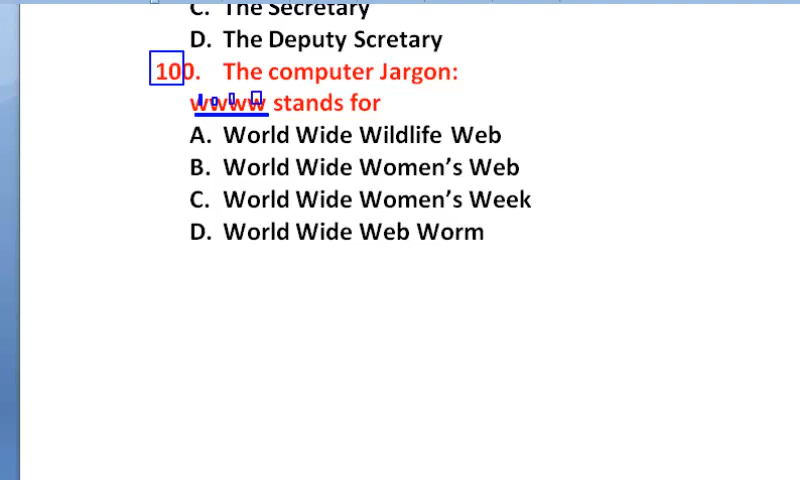 C. The Secretary
D. The Deputy Scretary
100. The computer Jargon:
wwww stands for
A. World Wide Wildlife Web
B. World Wide Women’s Web
C. World Wide Women’s Week
D. World Wide Web Worm